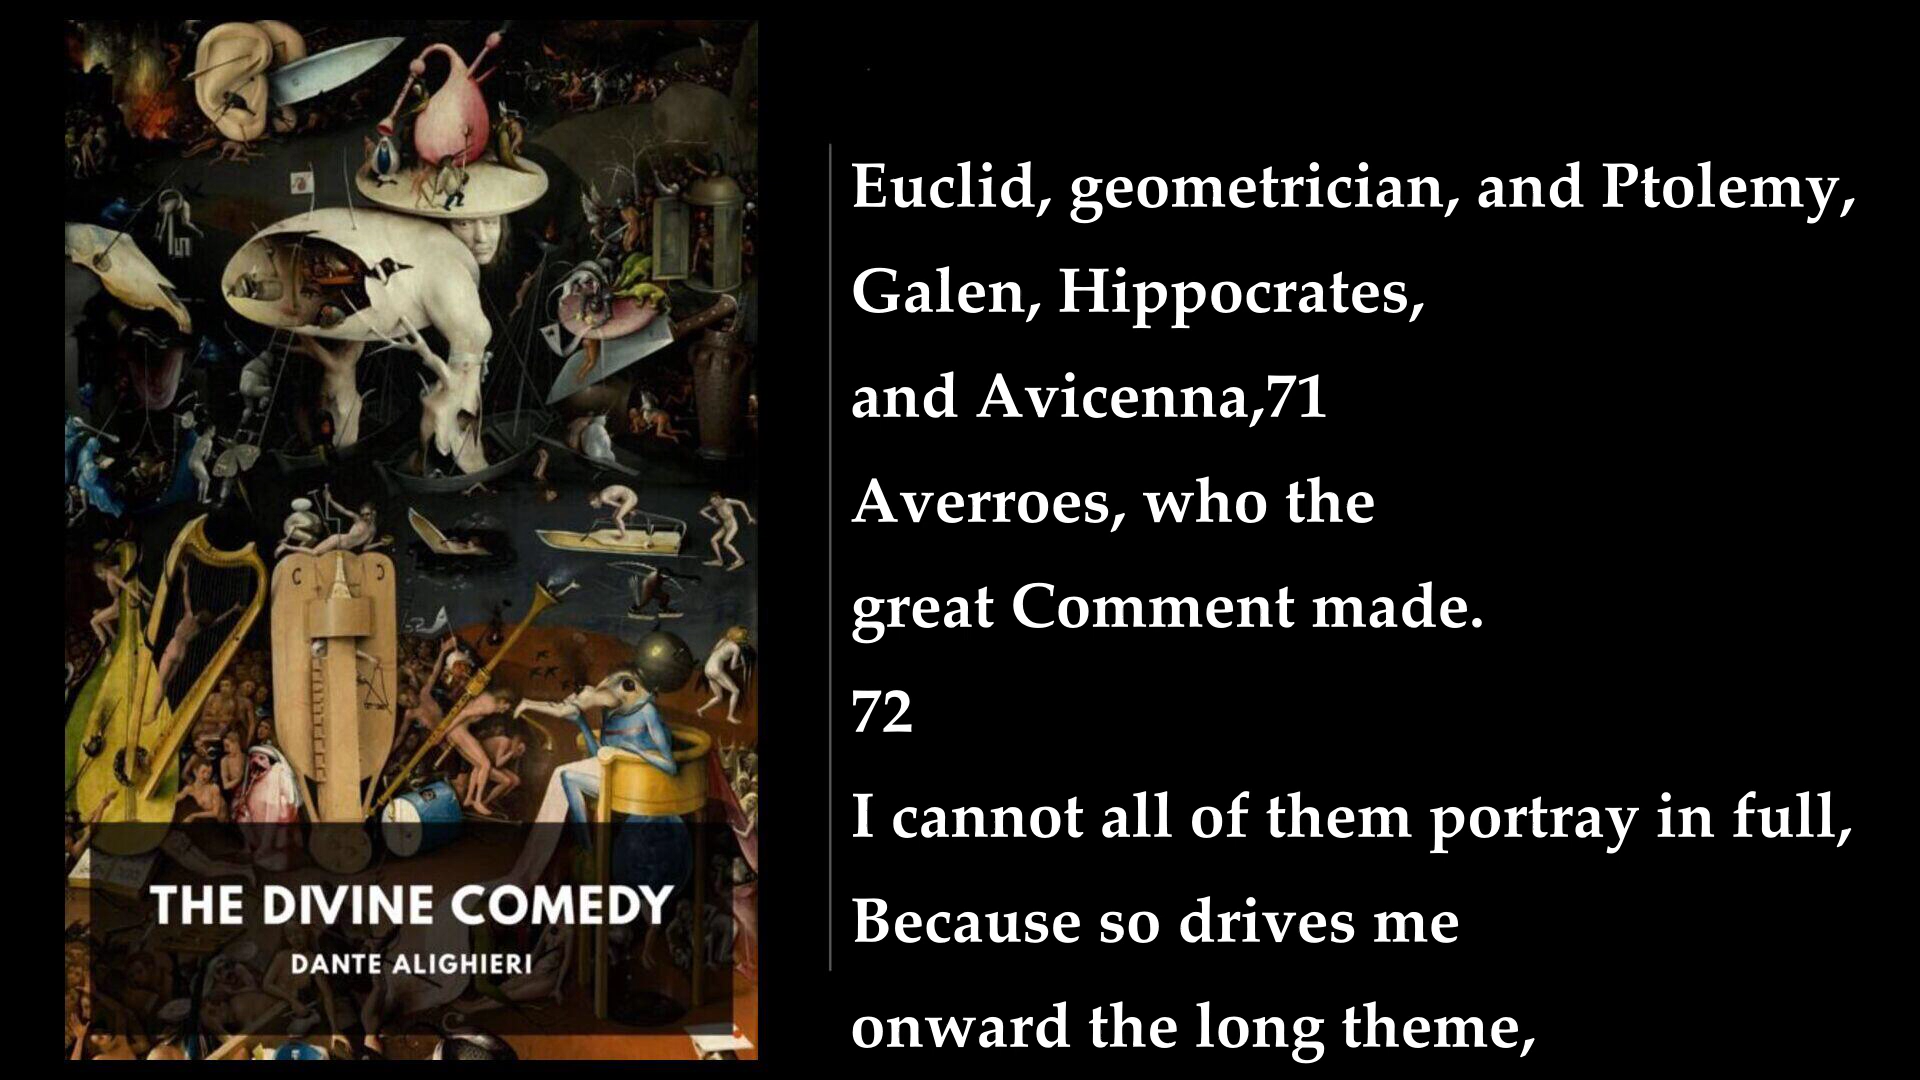 THE DIVINE COMEDY
DANTE ALIGHIERI
Euclid, geometrician, and Ptolemy,
Galen, Hippocrates,
and Avicenna,71
Averroes, who the
great Comment made.
72
I cannot all of them portray in full,
Because so drives me
onward the long theme,